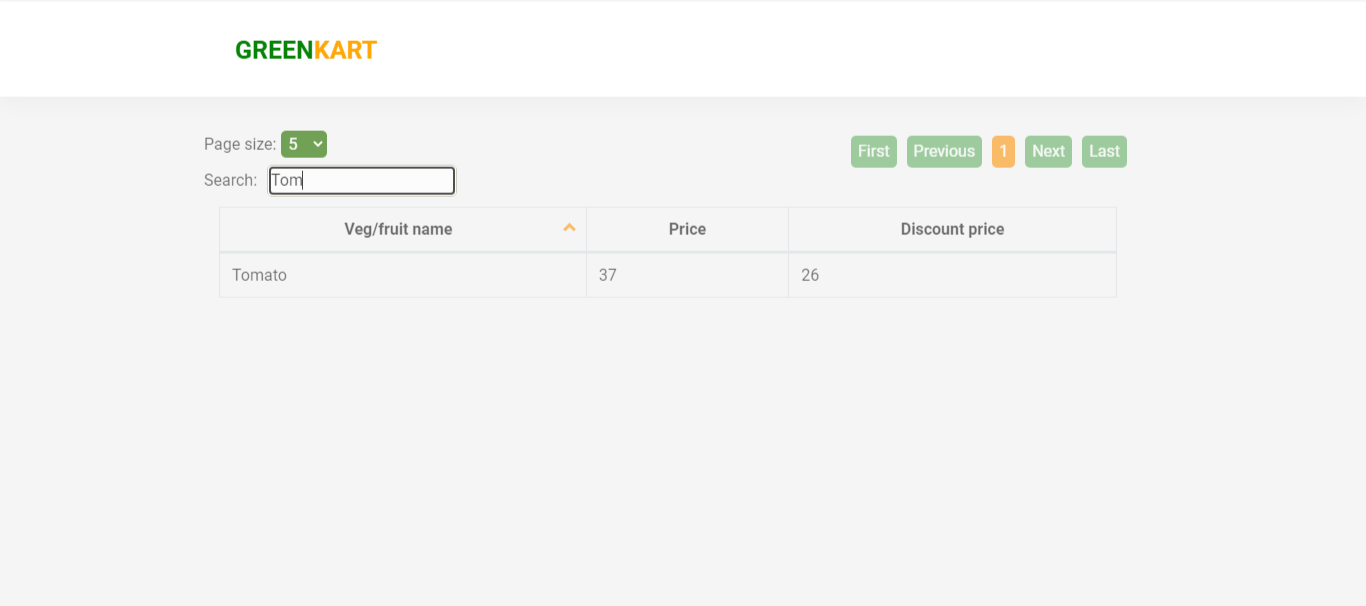 GREENKART
Page size: 5
First Previous 1 Next Last
Search: Tom
Veg/fruit name Price Discount price
Tomato 37 26